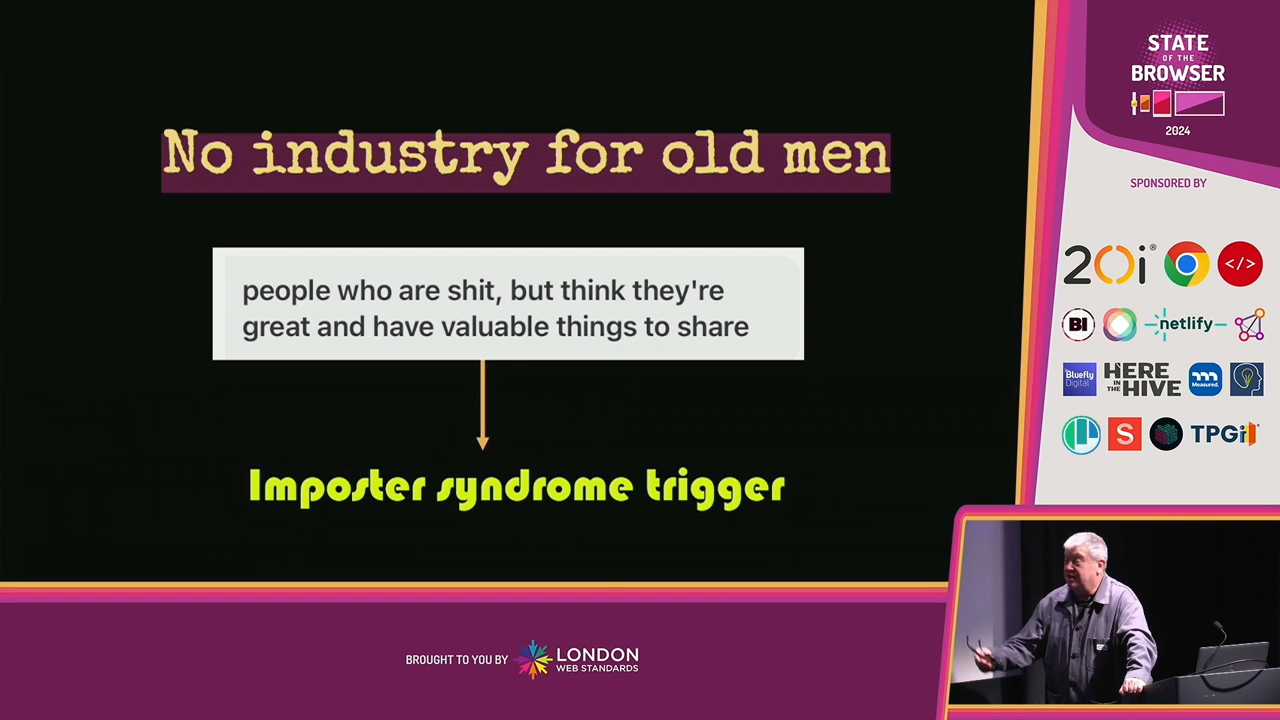 No industry for old men
people who are shit, but think they're
great and have valuable things to share
Imposter syndrome trigger
BROUGHT TO YOU BY
LONDON
WEB STANDARDS
STATE
OF THE
BROWSER
2024
SPONSORED BY
20i®
</>
BI
netlify
Bluefly
Digital
HERE
IN THE
HIVE
Measured.
S
TPGi